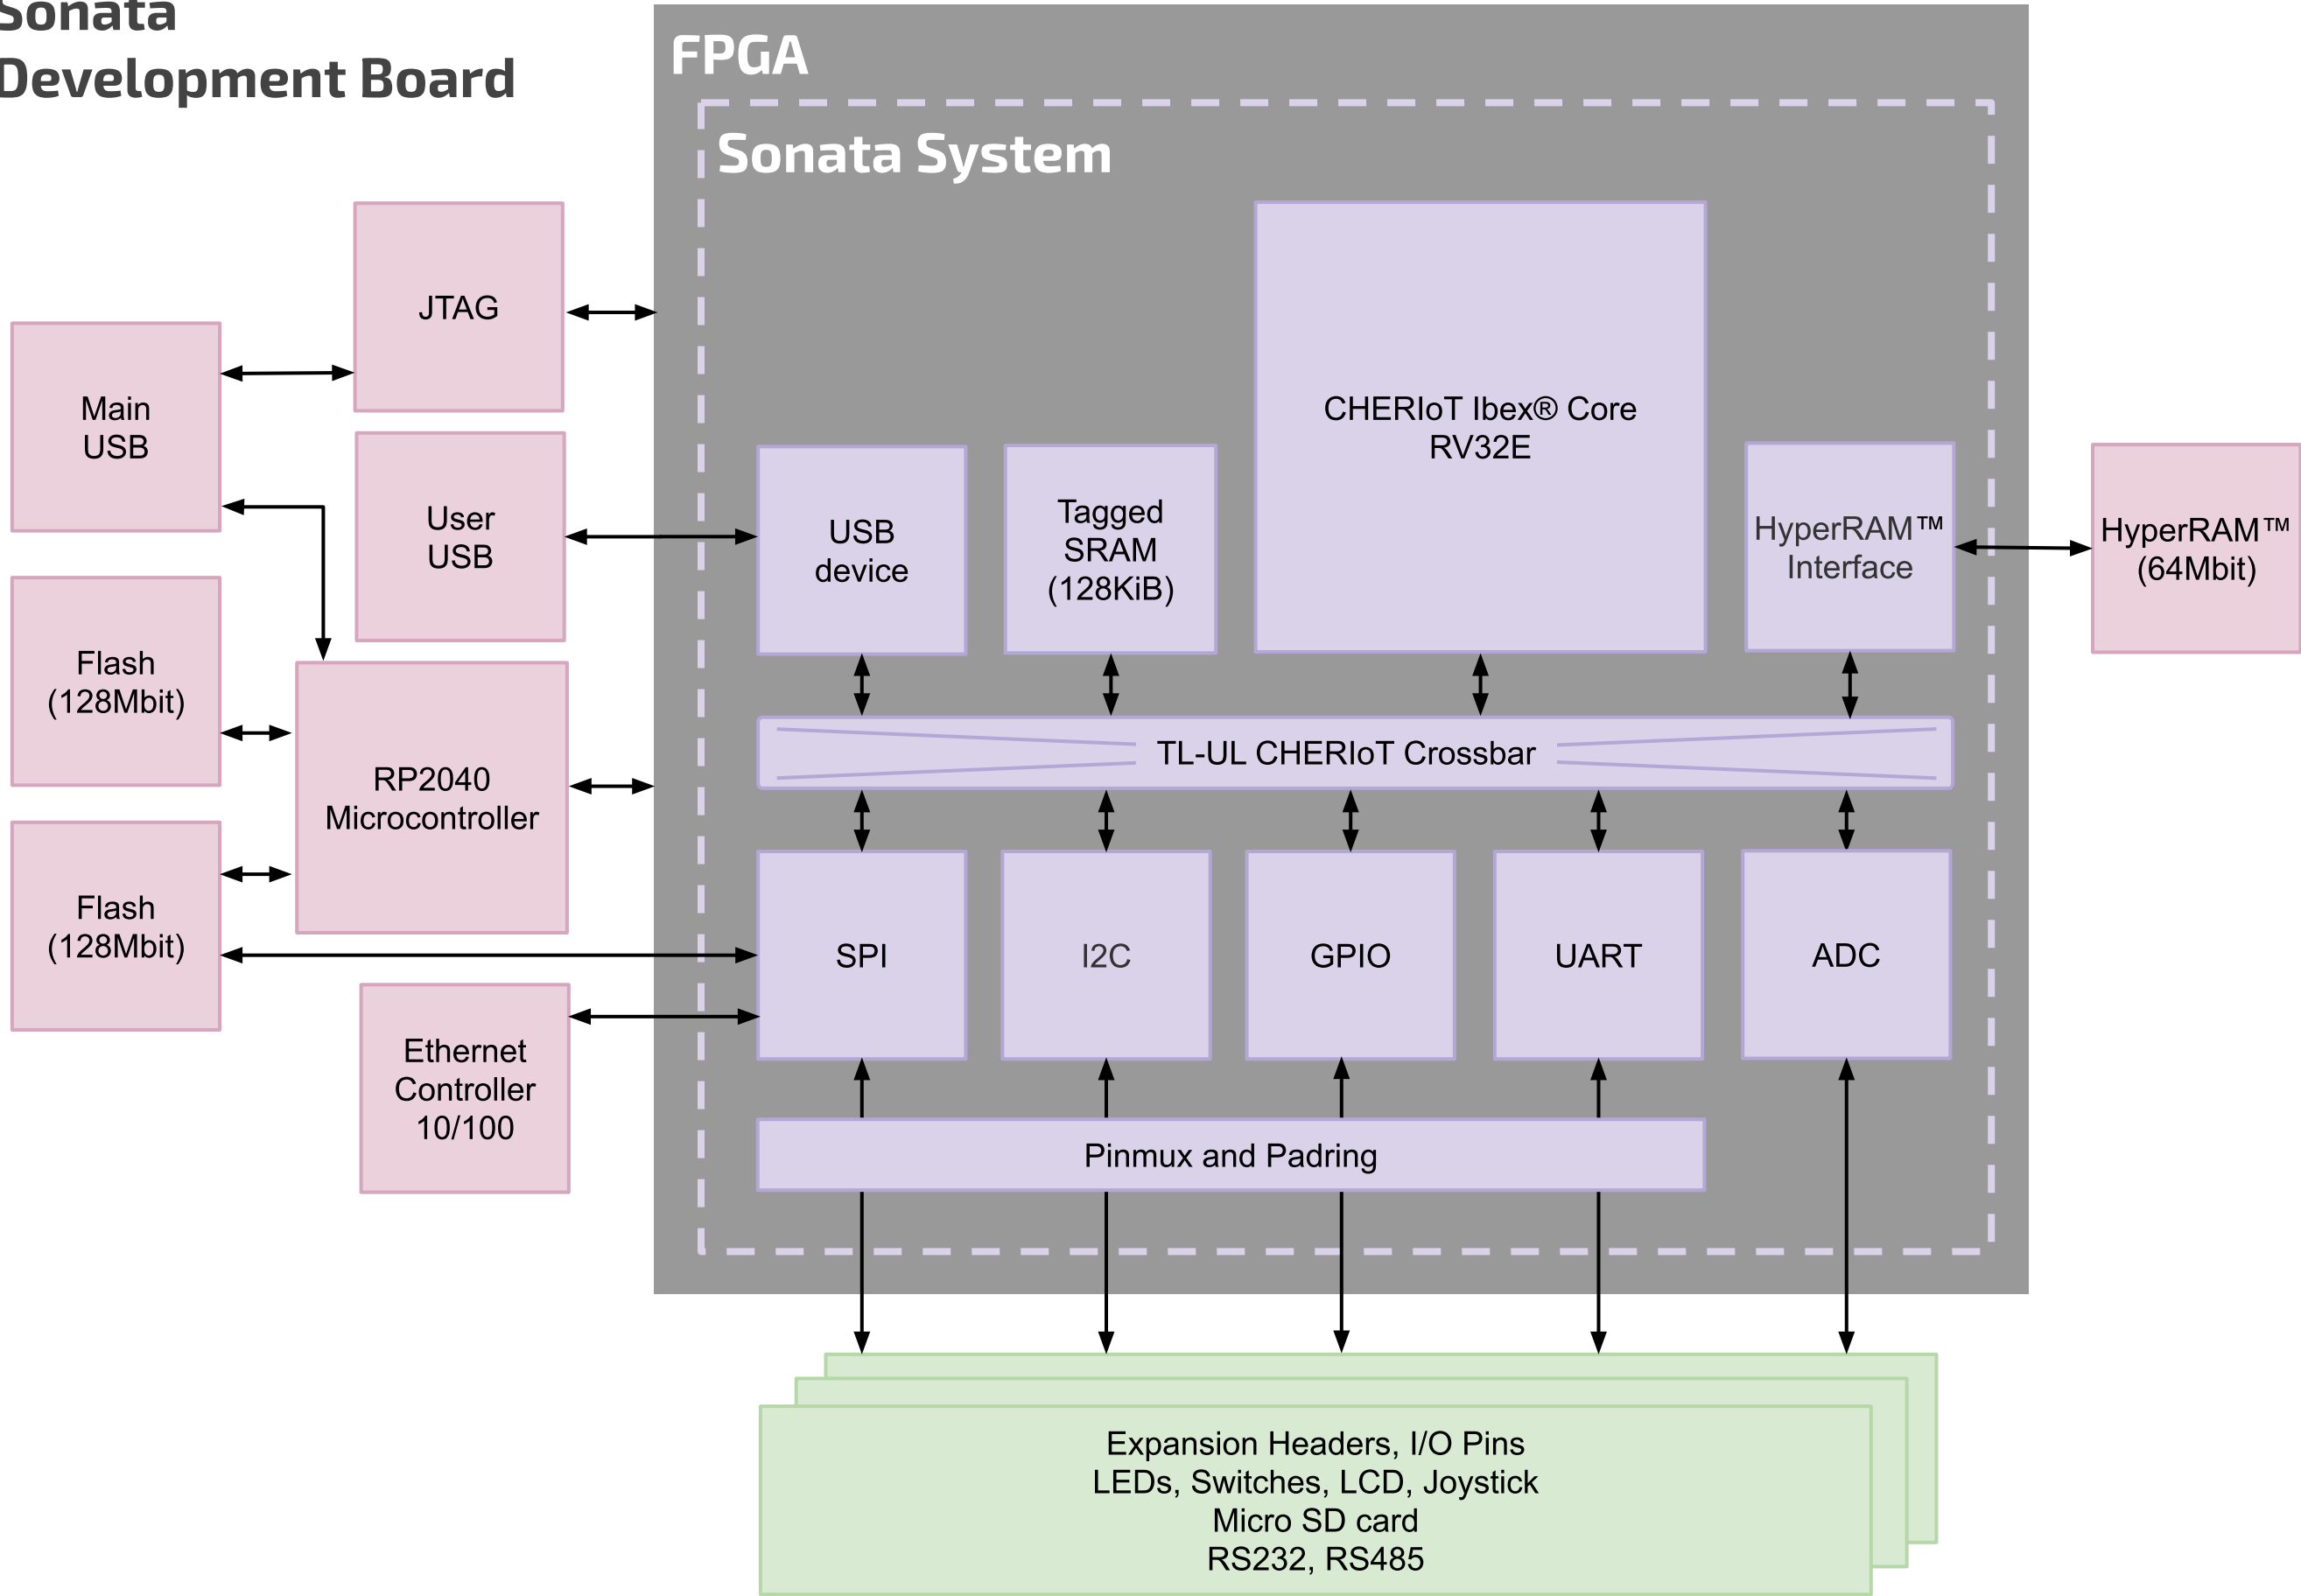 Sonata
Development Board
FPGA
Sonata System
JTAG
Main
USB
User
USB
Flash
(128Mbit)
RP2040
Microcontroller
Flash
(128Mbit)
Ethernet
Controller
10/100
CHERIoT Ibex® Core
RV32E
USB
device
Tagged
SRAM
(128KiB)
HyperRAM™
Interface
HyperRAM™
(64Mbit)
TL-UL CHERIoT Crossbar
SPI
I2C
GPIO
UART
ADC
Pinmux and Padring
Expansion Headers, I/O Pins
LEDs, Switches, LCD, Joystick
Micro SD card
RS232, RS485